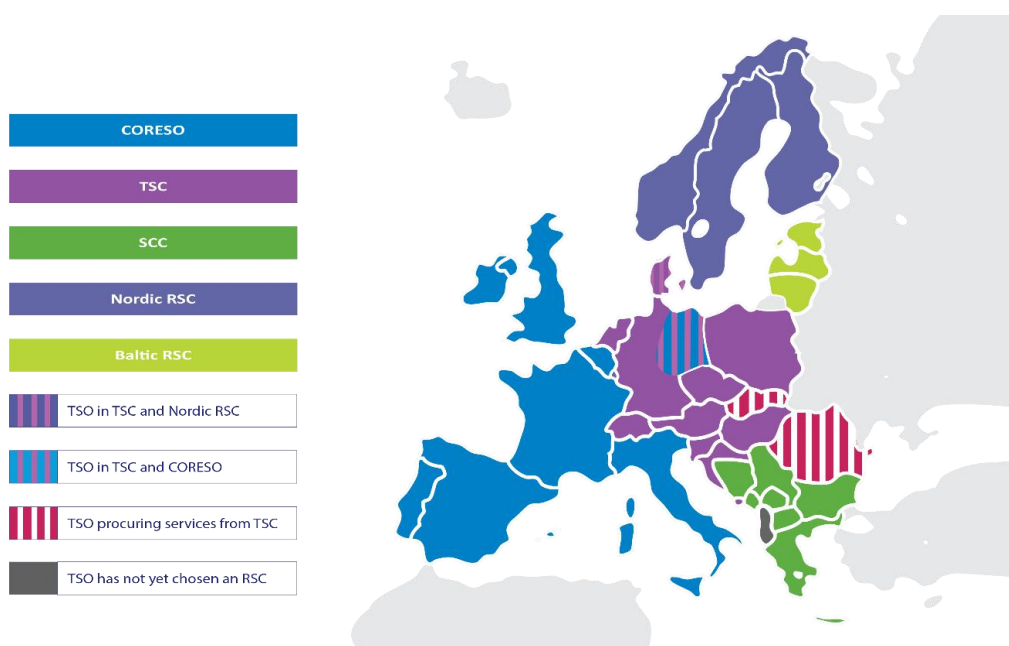 CORESO
TSC
SCC
Nordic RSC
Baltic RSC
TSO in TSC and Nordic RSC
TSO in TSC and CORESO
TSO procuring services from TSC
TSO has not yet chosen an RSC